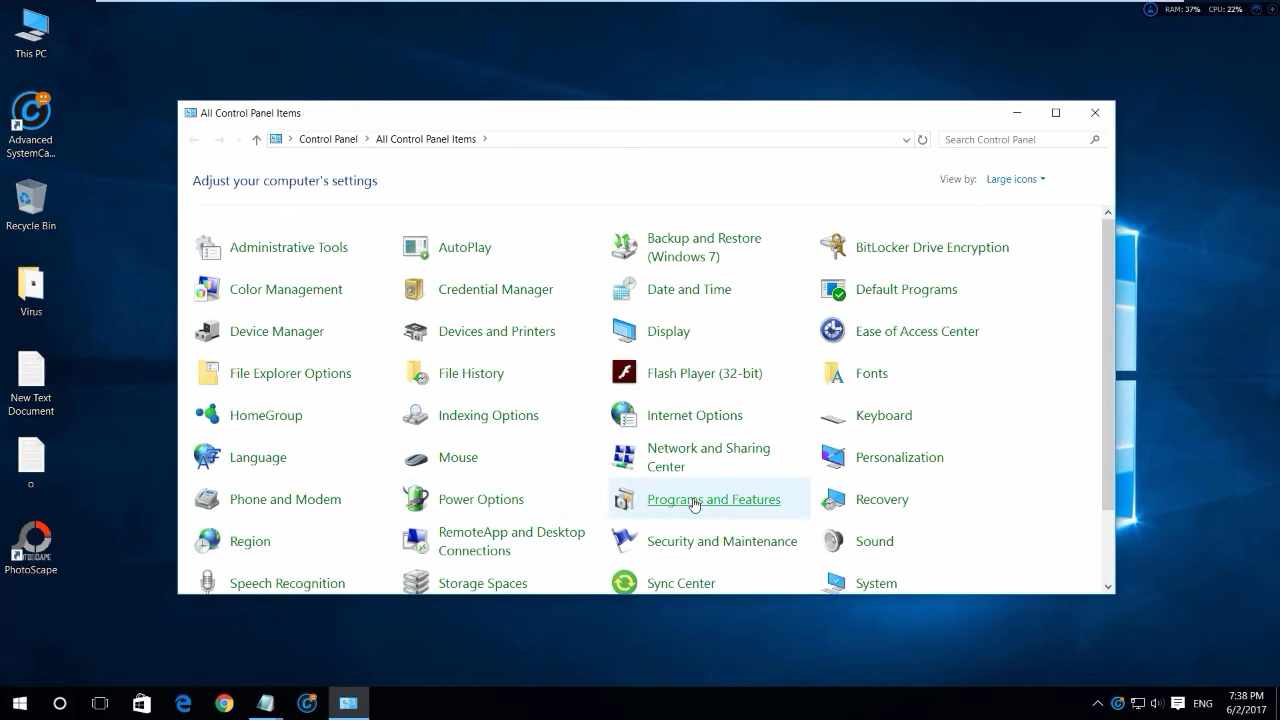 RAM: 37% CPU: 22%
This PC
Advanced
SystemCa...
Recycle Bin
Virus
New Text
Document
o
PhotoScape
All Control Panel Items
Control Panel
All Control Panel Items
Search Control Panel
Adjust your computer's settings
View by: Large icons
Administrative Tools
AutoPlay
Backup and Restore
(Windows 7)
BitLocker Drive Encryption
Color Management
Credential Manager
Date and Time
Default Programs
Device Manager
Devices and Printers
Display
Ease of Access Center
File Explorer Options
File History
Flash Player (32-bit)
Fonts
HomeGroup
Indexing Options
Internet Options
Keyboard
Language
Mouse
Network and Sharing
Center
Personalization
Phone and Modem
Power Options
Programs and Features
Recovery
Region
RemoteApp and Desktop
Connections
Security and Maintenance
Sound
Speech Recognition
Storage Spaces
Sync Center
System
ENG
7:38 PM
6/2/2017